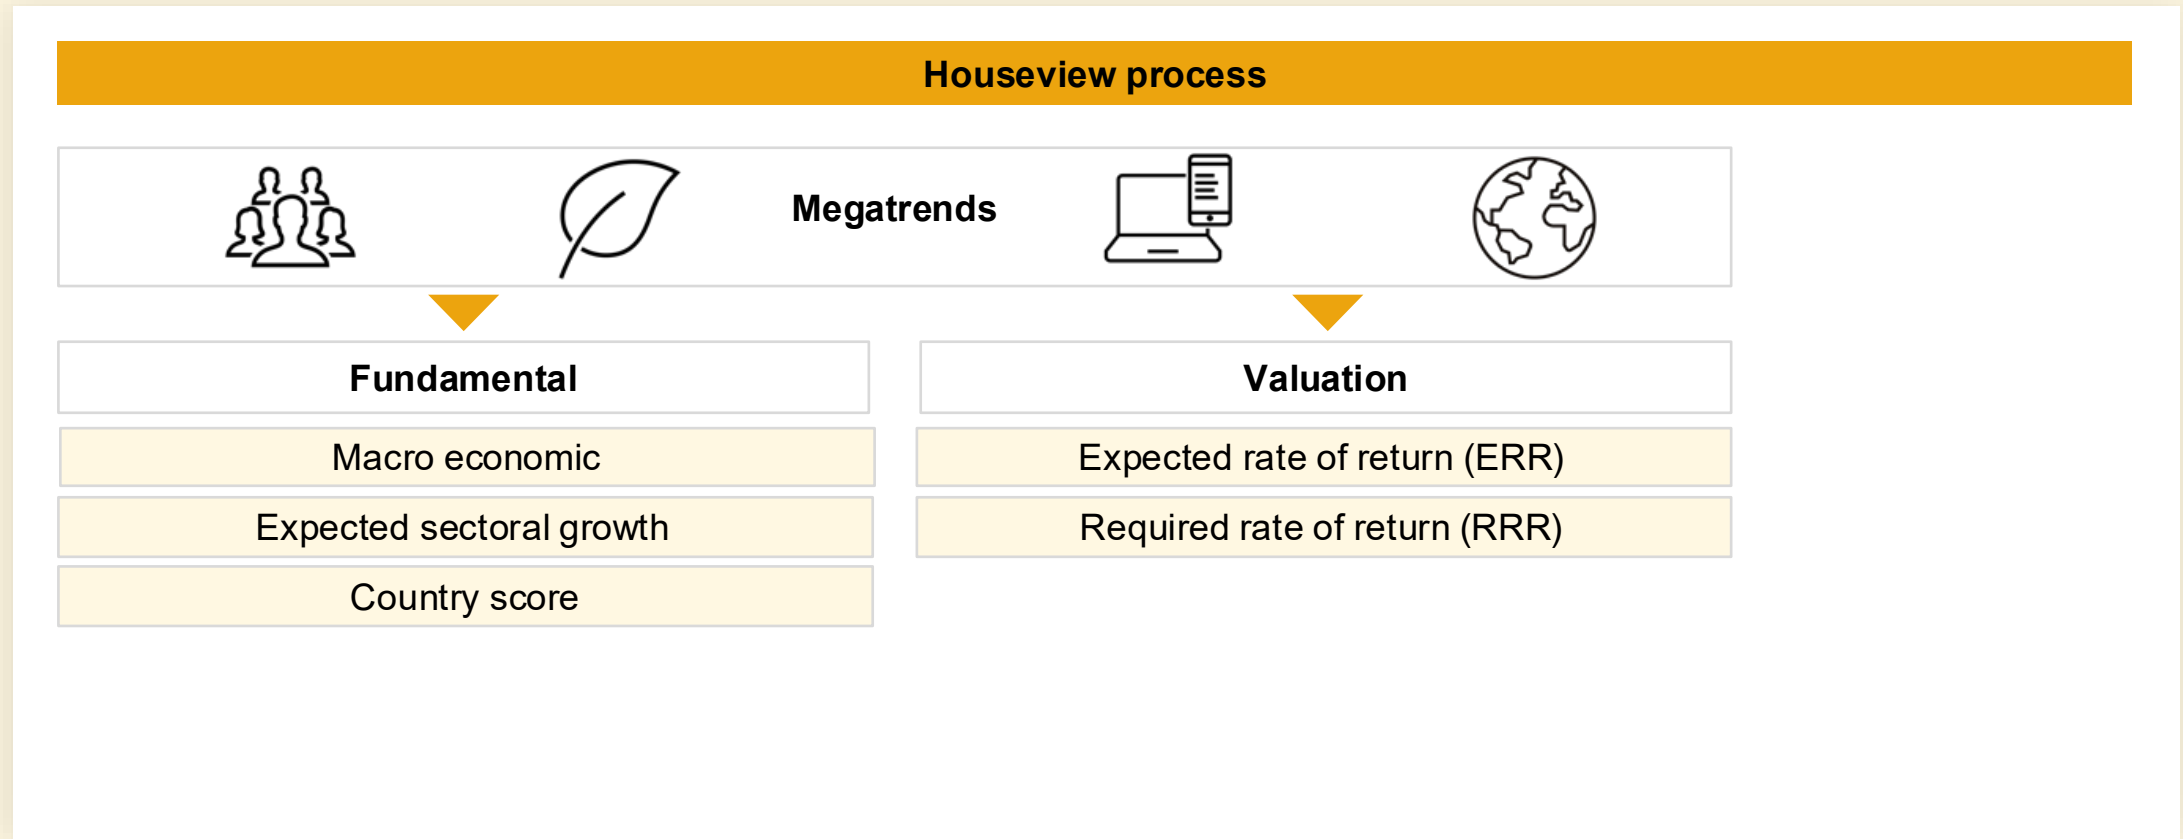 Houseview process
Megatrends
Fundamental
Macro economic
Expected sectoral growth
Country score
Valuation
Expected rate of return (ERR)
Required rate of return (RRR)